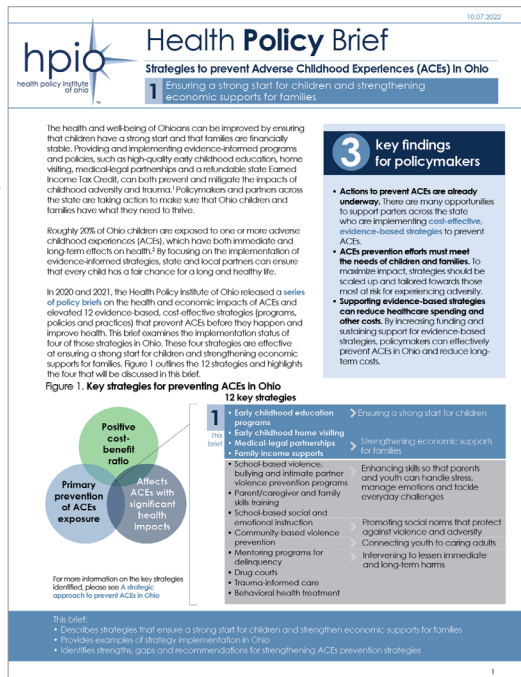 10.07.2022
hpio
health policy institute
of ohio
Health Policy Brief
Strategies to prevent Adverse Childhood Experiences (ACEs) in Ohio
1 Ensuring a strong start for children and strengthening
economic supports for families
The health and well-being of Ohioans can be improved by ensuring
that children have a strong start and that families are financially
stable. Providing and implementing evidence-informed programs
and policies, such as high-quality early childhood education, home
visiting, medical-legal partnerships and a refundable state Earned
Income Tax Credit, can both prevent and mitigate the impacts of
childhood adversity and trauma.¹ Policymakers and partners across
the state are taking action to make sure that Ohio children and
families have what they need to thrive.
Roughly 20% of Ohio children are exposed to one or more adverse
childhood experiences (ACEs), which have both immediate and
long-term effects on health.² By focusing on the implementation of
evidence-informed strategies, state and local partners can ensure
that every child has a fair chance for a long and healthy life.
In 2020 and 2021, the Health Policy Institute of Ohio released a series
of policy briefs on the health and economic impacts of ACEs and
elevated 12 evidence-based, cost-effective strategies (programs,
policies and practices) that prevent ACEs before they happen and
improve health. This brief examines the implementation status of
four of those strategies in Ohio. These four strategies are effective
at ensuring a strong start for children and strengthening economic
supports for families. Figure 1 outlines the 12 strategies and highlights
the four that will be discussed in this brief.
3 key findings
for policymakers
• Actions to prevent ACEs are already
underway. There are many opportunities
to support parters across the state
who are implementing cost-effective,
evidence-based strategies to prevent
ACEs.
• ACEs prevention efforts must meet
the needs of children and families. To
maximize impact, strategies should be
scaled up and tailored towards those
most at risk for experiencing adversity.
• Supporting evidence-based strategies
can reduce healthcare spending and
other costs. By increasing funding and
sustaining support for evidence-based
strategies, policymakers can effectively
prevent ACEs in Ohio and reduce long-
term costs.
Figure 1. Key strategies for preventing ACEs in Ohio
12 key strategies
Positive
cost-
benefit
ratio
Primary
prevention
of ACEs
exposure
Affects
ACEs with
significant
health
impacts
For more information on the key strategies
identified, please see A strategic
approach to prevent ACEs in Ohio
1
This
brief
• Early childhood education
programs
• Early childhood home visiting
• Medical-legal partnerships
• Family income supports
• School-based violence,
bullying and intimate partner
violence prevention programs
• Parent/caregiver and family
skills training
• School-based social and
emotional instruction
• Community-based violence
prevention
• Mentoring programs for
delinquency
• Drug courts
• Trauma-informed care
• Behavioral health treatment
Ensuring a strong start for children
Strengthening economic supports
for families
Enhancing skills so that parents
and youth can handle stress,
manage emotions and tackle
everyday challenges
Promoting social norms that protect
against violence and adversity
Connecting youth to caring adults
Intervening to lessen immediate
and long-term harms
This brief:
• Describes strategies that ensure a strong start for children and strengthen economic supports for families
• Provides examples of strategy implementation in Ohio
• Identifies strengths, gaps and recommendations for strengthening ACEs prevention strategies
1